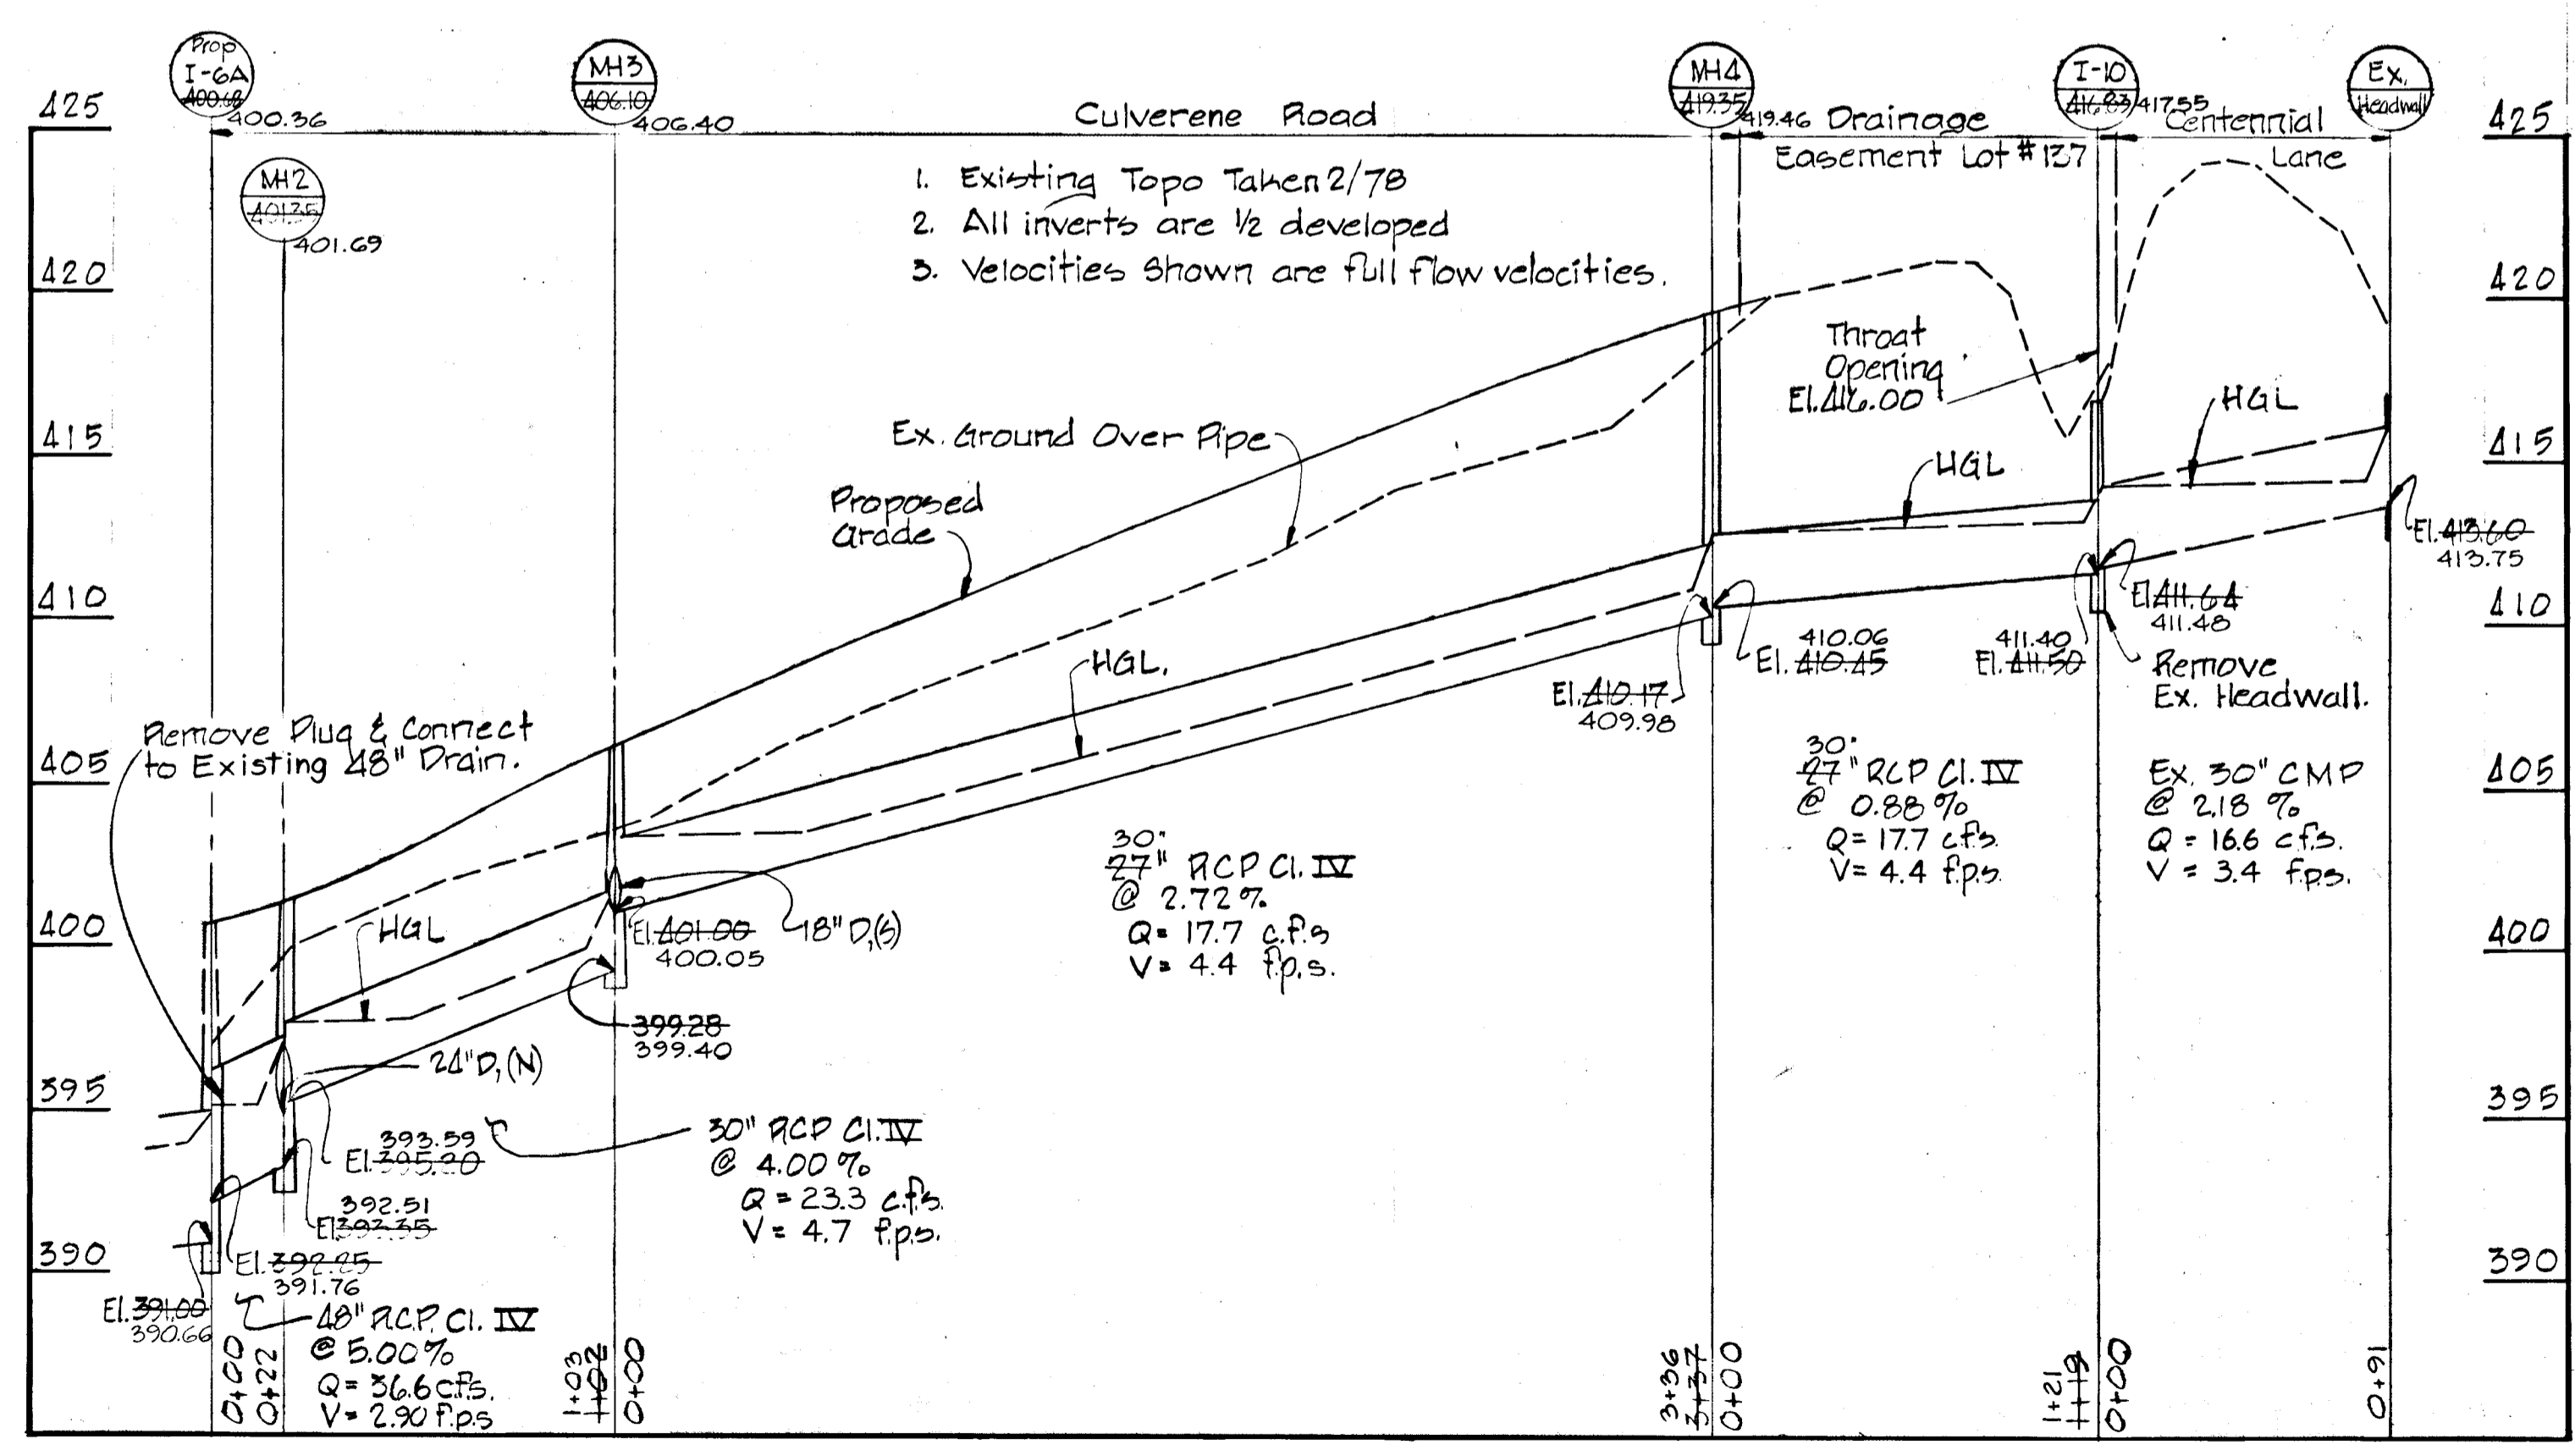 Prop
I-6A
400.68
400.36
MH2
401.35
401.69
MH3
406.10
406.40
Culverene Road
MH4
419.35
419.46
Drainage
Easement Lot #137
I-10
416.83
417.55
Centennial
Lane
Ex.
Headwall
425
420
415
410
405
400
395
390
425
420
415
410
405
400
395
390
1. Existing Topo Taken 2/78
2. All inverts are 1/2 developed
3. Velocities Shown are full flow velocities.
Throat
Opening
El.416.00
HGL
HGL
Ex. Ground Over Pipe
Proposed
Grade
HGL.
HGL
Remove Plug & Connect
to Existing 48" Drain.
El.413.60
413.75
El.411.64
411.48
411.40
El.411.50
Remove
Ex. Headwall.
410.06
El.410.45
El.410.17
409.98
30"
27" RCP Cl. IV
@ 0.88%
Q= 17.7 c.f.s.
V= 4.4 f.p.s.
Ex. 30" CMP
@ 2.18 %
Q = 16.6 c.f.s.
V = 3.4 f.p.s.
30"
27" RCP Cl. IV
@ 2.72%
Q= 17.7 c.f.s
V= 4.4 f.p.s.
18" D,(S)
El.401.00
400.05
399.28
399.40
24" D,(N)
393.59
El.395.20
392.51
El.393.35
El.392.25
391.76
El.391.00
390.66
30" RCP Cl. IV
@ 4.00%
Q = 23.3 c.f.s.
V = 4.7 f.p.s.
48" R.C.P. Cl. IV
@ 5.00%
Q= 36.6 c.f.s.
V= 2.90 f.p.s
0+00
0+22
1+03
1+02
0+00
3+36
3+37
0+00
1+21
1+19
0+00
0+91